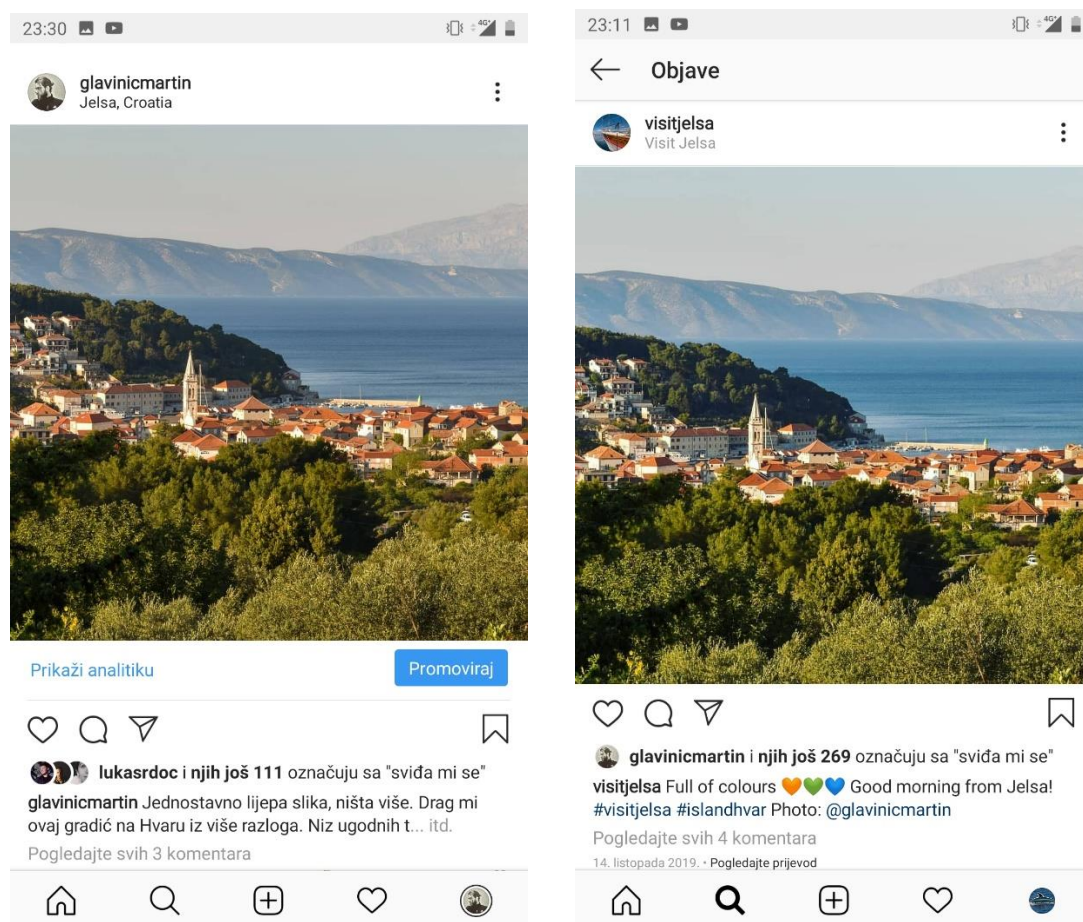 23:30
4G+
glavinicmartin
Jelsa, Croatia
Prikaži analitiku
Promoviraj
lukasrdoc i njih još 111 označuju sa "sviđa mi se"
glavinicmartin Jednostavno lijepa slika, ništa više. Drag mi
ovaj gradić na Hvaru iz više razloga. Niz ugodnih t... itd.
Pogledajte svih 3 komentara
23:11
4G+
Objave
visitjelsa
Visit Jelsa
glavinicmartin i njih još 269 označuju sa "sviđa mi se"
visitjelsa Full of colours 🧡💚💙 Good morning from Jelsa!
#visitjelsa #islandhvar Photo: @glavinicmartin
Pogledajte svih 4 komentara
14. listopada 2019. • Pogledajte prijevod